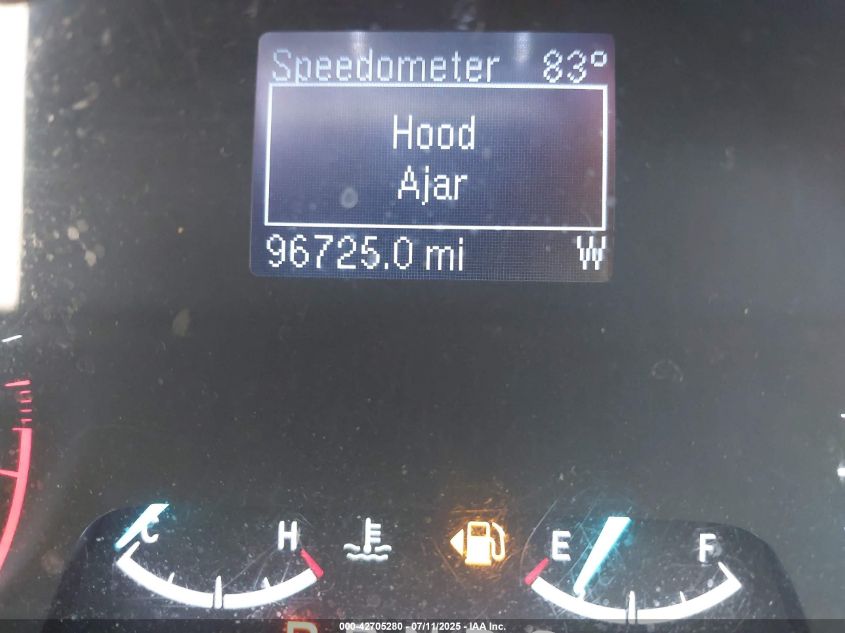 Speedometer 83°
Hood
Ajar
96725.0 mi W
C H E F
000-42705280 - 07/11/2025 - IAA Inc.